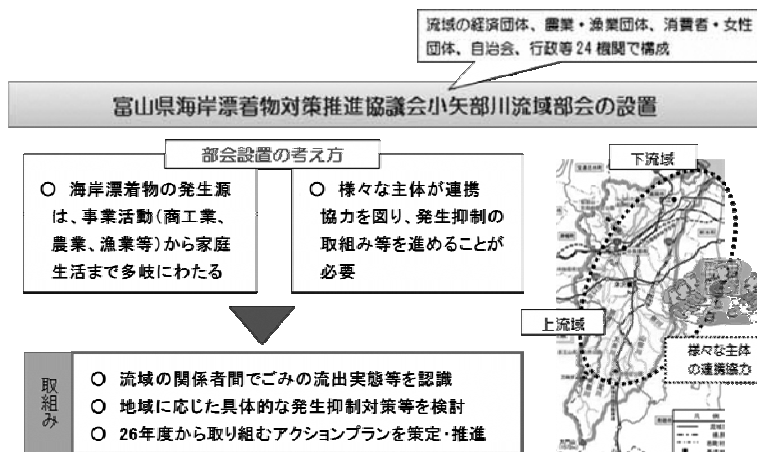 流域の経済団体、農業・漁業団体、消費者・女性
団体、自治会、行政等24機関で構成
富山県海岸漂着物対策推進協議会小矢部川流域部会の設置
部会設置の考え方
○ 海岸漂着物の発生源
は、事業活動(商工業、
農業、漁業等)から家庭
生活まで多岐にわたる
○ 様々な主体が連携
協力を図り、発生抑制の
取組み等を進めることが
必要
下流域
上流域
様々な主体
の連携協力
取組み
○ 流域の関係者間でごみの流出実態等を認識
○ 地域に応じた具体的な発生抑制対策等を検討
○ 26年度から取り組むアクションプランを策定・推進
凡 例